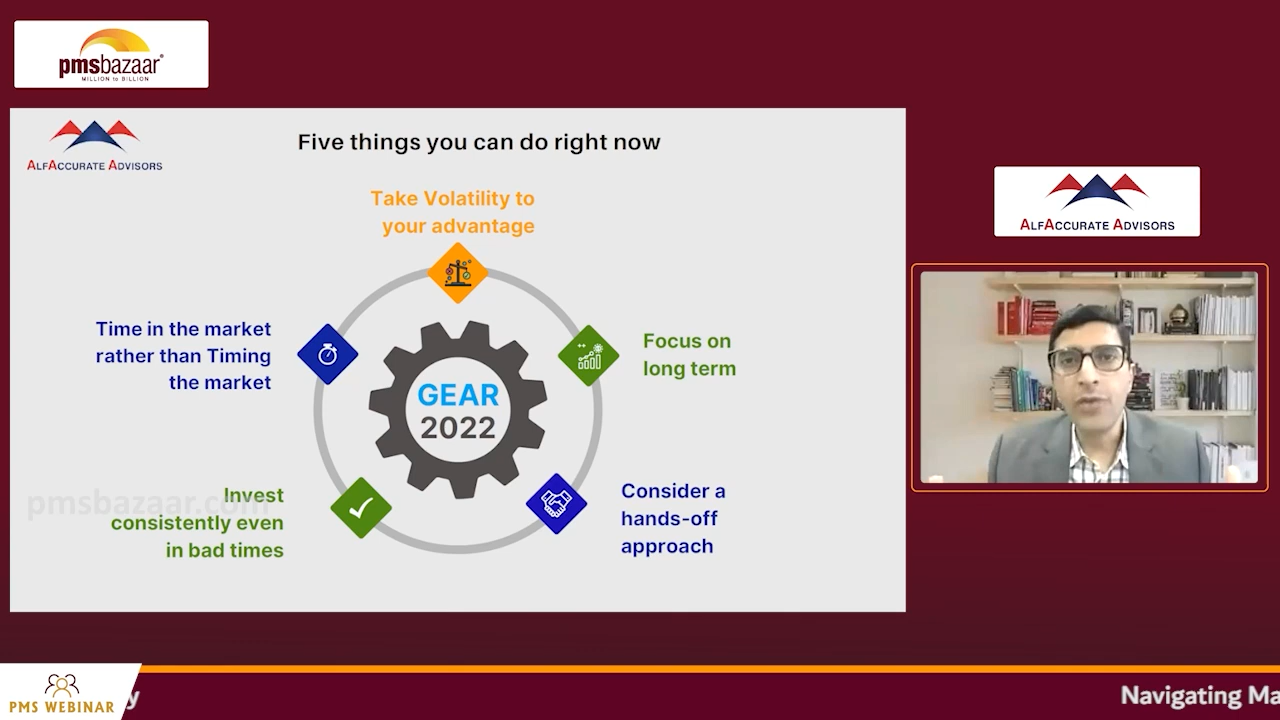 pmsbazaar
MILLION to BILLION
ALFACCURATE ADVISORS
Five things you can do right now
Take Volatility to
your advantage
Time in the market
rather than Timing
the market
Focus on
long term
GEAR
2022
Invest
consistently even
in bad times
Consider a
hands-off
approach
pmsbazaar.com
ALFACCURATE ADVISORS
PMS WEBINAR
y
Navigating Ma